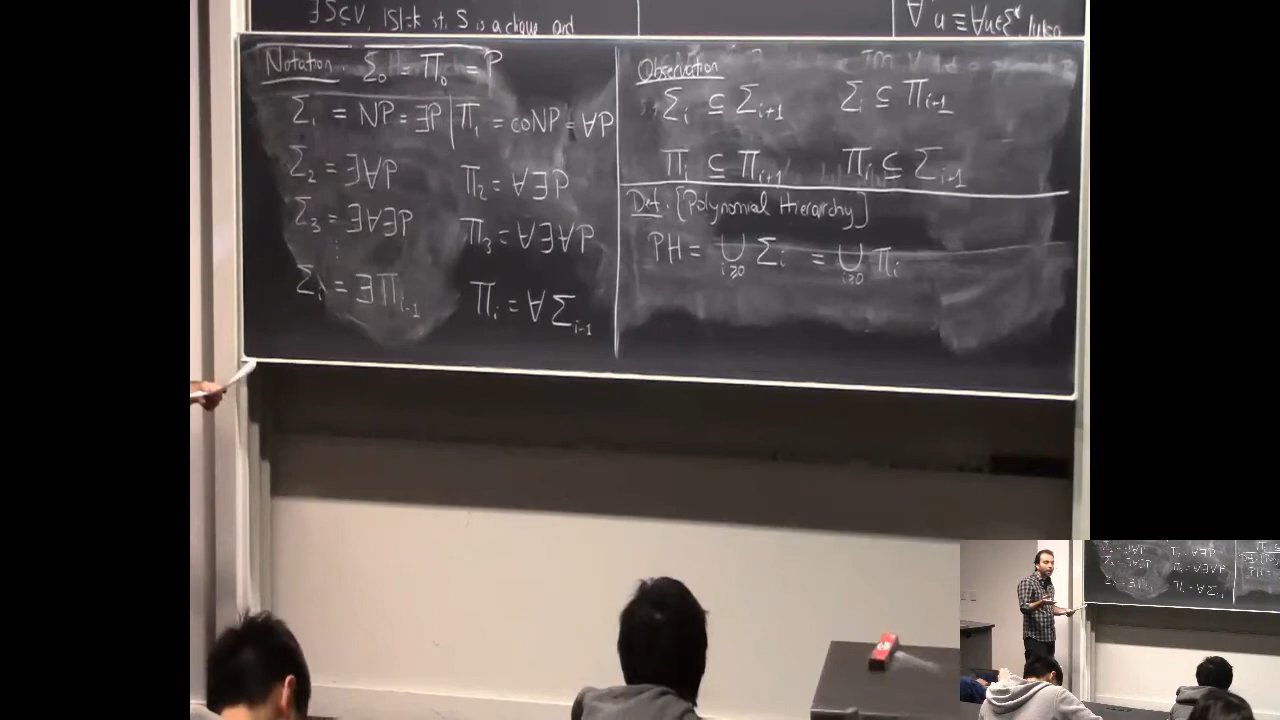 ∃S⊆V, |S|=k st. S is a clique and
∀u ≡ ∀u∈Σ*,
Notation: Σ₀ = Π₀ = P
Σ₁ = NP = ∃P | Π₁ = coNP = ∀P
Σ₂ = ∃∀P Π₂ = ∀∃P
Σ₃ = ∃∀∃P Π₃ = ∀∃∀P
⋮
Σᵢ = ∃Πᵢ₋₁ Πᵢ = ∀Σᵢ₋₁
Observation
Σᵢ ⊆ Σᵢ₊₁ Σᵢ ⊆ Πᵢ₊₁
Πᵢ ⊆ Πᵢ₊₁ Πᵢ ⊆ Σᵢ₊₁
Def. [Polynomial Hierarchy]
PH = ⋃ᵢ≥₀ Σᵢ = ⋃ᵢ≥₀ Πᵢ